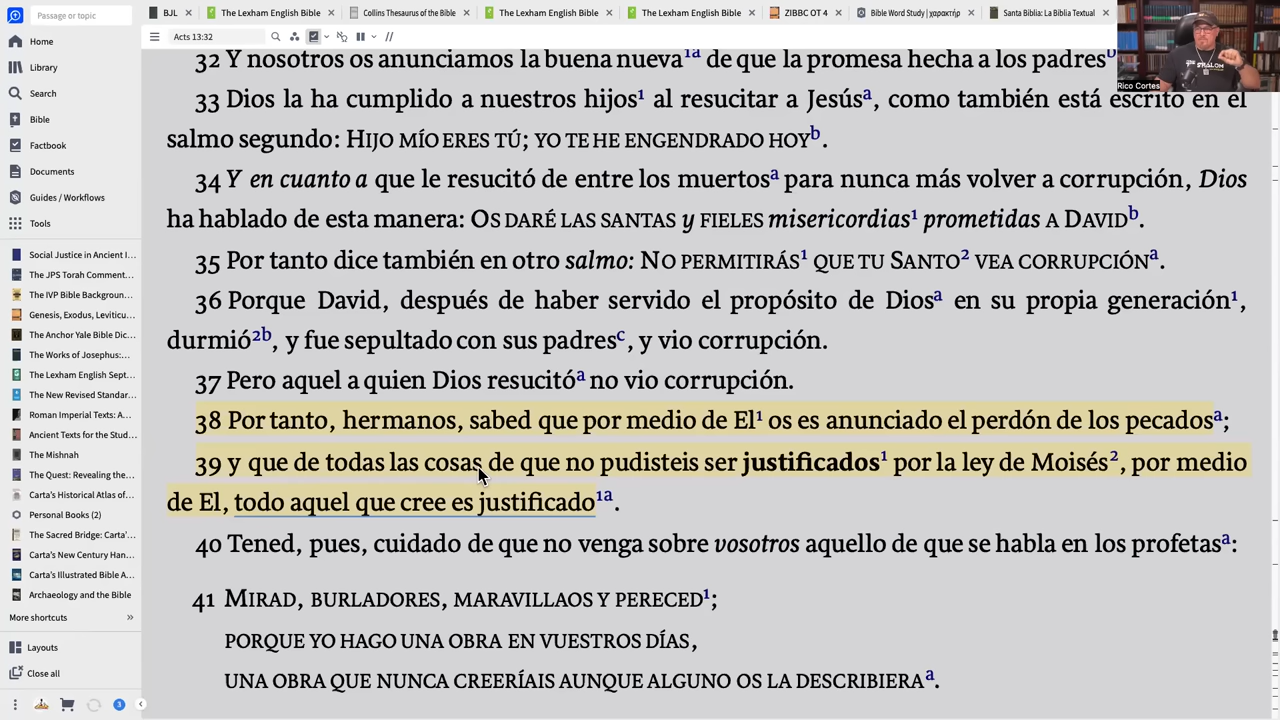 BJL
The Lexham English Bible
Collins Thesaurus of the Bible
The Lexham English Bible
The Lexham English Bible
ZIBBC OT 4
Bible Word Study | χαρακτήρ
Santa Biblia: La Biblia Textual
Passage or topic
Home
Library
Search
Bible
Factbook
Documents
Guides / Workflows
Tools
Social Justice in Ancient I...
The JPS Torah Comment...
The IVP Bible Backgroun...
Genesis, Exodus, Leviticu...
The Anchor Yale Bible Dic...
The Works of Josephus:...
The Lexham English Sept...
The New Revised Standar...
Roman Imperial Texts: A...
Ancient Texts for the Stud...
The Mishnah
The Quest: Revealing the...
Carta's Historical Atlas of...
Personal Books (2)
The Sacred Bridge: Carta'...
Carta's New Century Han...
Carta's Illustrated Bible A...
Archaeology and the Bible
More shortcuts
Layouts
Close all
3
Acts 13:32
SHALOM
Rico Cortes
32 Y nosotros os anunciamos la buena nueva1a de que la promesa hecha a los padresb
33 Dios la ha cumplido a nuestros hijos1 al resucitar a Jesúsa, como también está escrito en el
salmo segundo: HIJO MÍO ERES TÚ; YO TE HE ENGENDRADO HOYb.
34 Y en cuanto a que le resucitó de entre los muertosa para nunca más volver a corrupción, Dios
ha hablado de esta manera: OS DARÉ LAS SANTAS y FIELES misericordias1 prometidas A DAVIDb.
35 Por tanto dice también en otro salmo: NO PERMITIRÁS1 QUE TU SANTO2 VEA CORRUPCIÓNa.
36 Porque David, después de haber servido el propósito de Diosa en su propia generación1,
durmió2b, y fue sepultado con sus padresc, y vio corrupción.
37 Pero aquel a quien Dios resucitóa no vio corrupción.
38 Por tanto, hermanos, sabed que por medio de El1 os es anunciado el perdón de los pecadosa;
39 y que de todas las cosas de que no pudisteis ser justificados1 por la ley de Moisés2, por medio
de El, todo aquel que cree es justificado1a.
40 Tened, pues, cuidado de que no venga sobre vosotros aquello de que se habla en los profetasa:
41 MIRAD, BURLADORES, MARAVILLAOS Y PERECED1;
PORQUE YO HAGO UNA OBRA EN VUESTROS DÍAS,
UNA OBRA QUE NUNCA CREERÍAIS AUNQUE ALGUNO OS LA DESCRIBIERAa.